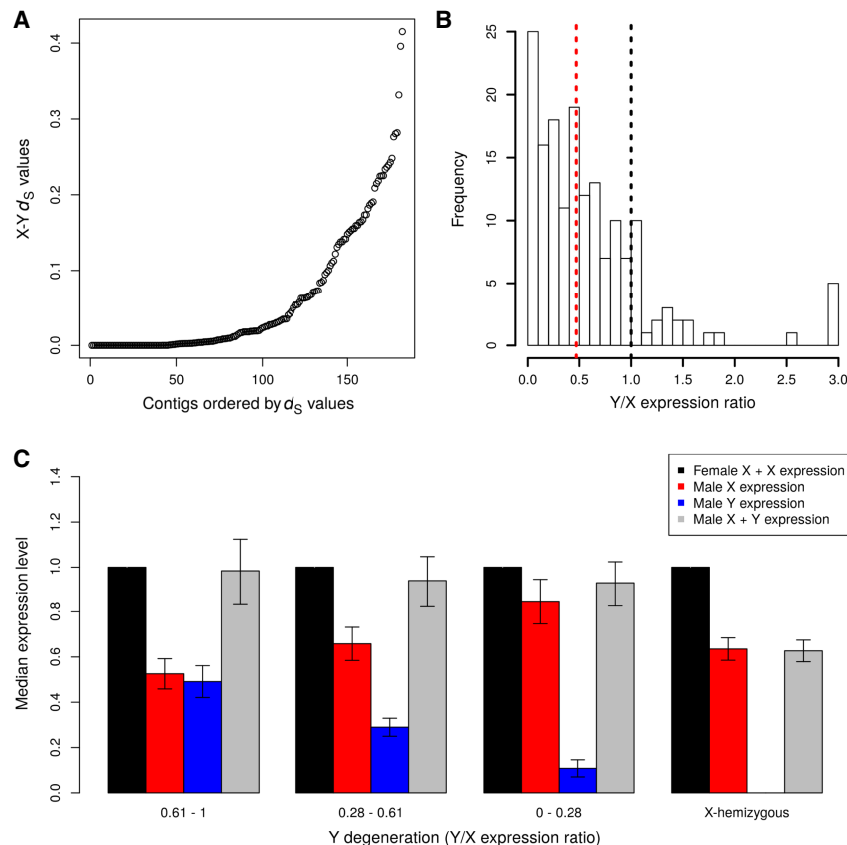 A
X-Y dS values
0.0
0.1
0.2
0.3
0.4
0
50
100
150
Contigs ordered by dS values
B
Frequency
0
5
10
15
20
25
0.0
0.5
1.0
1.5
2.0
2.5
3.0
Y/X expression ratio
C
Median expression level
0.0
0.2
0.4
0.6
0.8
1.0
1.2
1.4
Female X + X expression
Male X expression
Male Y expression
Male X + Y expression
0.61 - 1
0.28 - 0.61
0 - 0.28
X-hemizygous
Y degeneration (Y/X expression ratio)